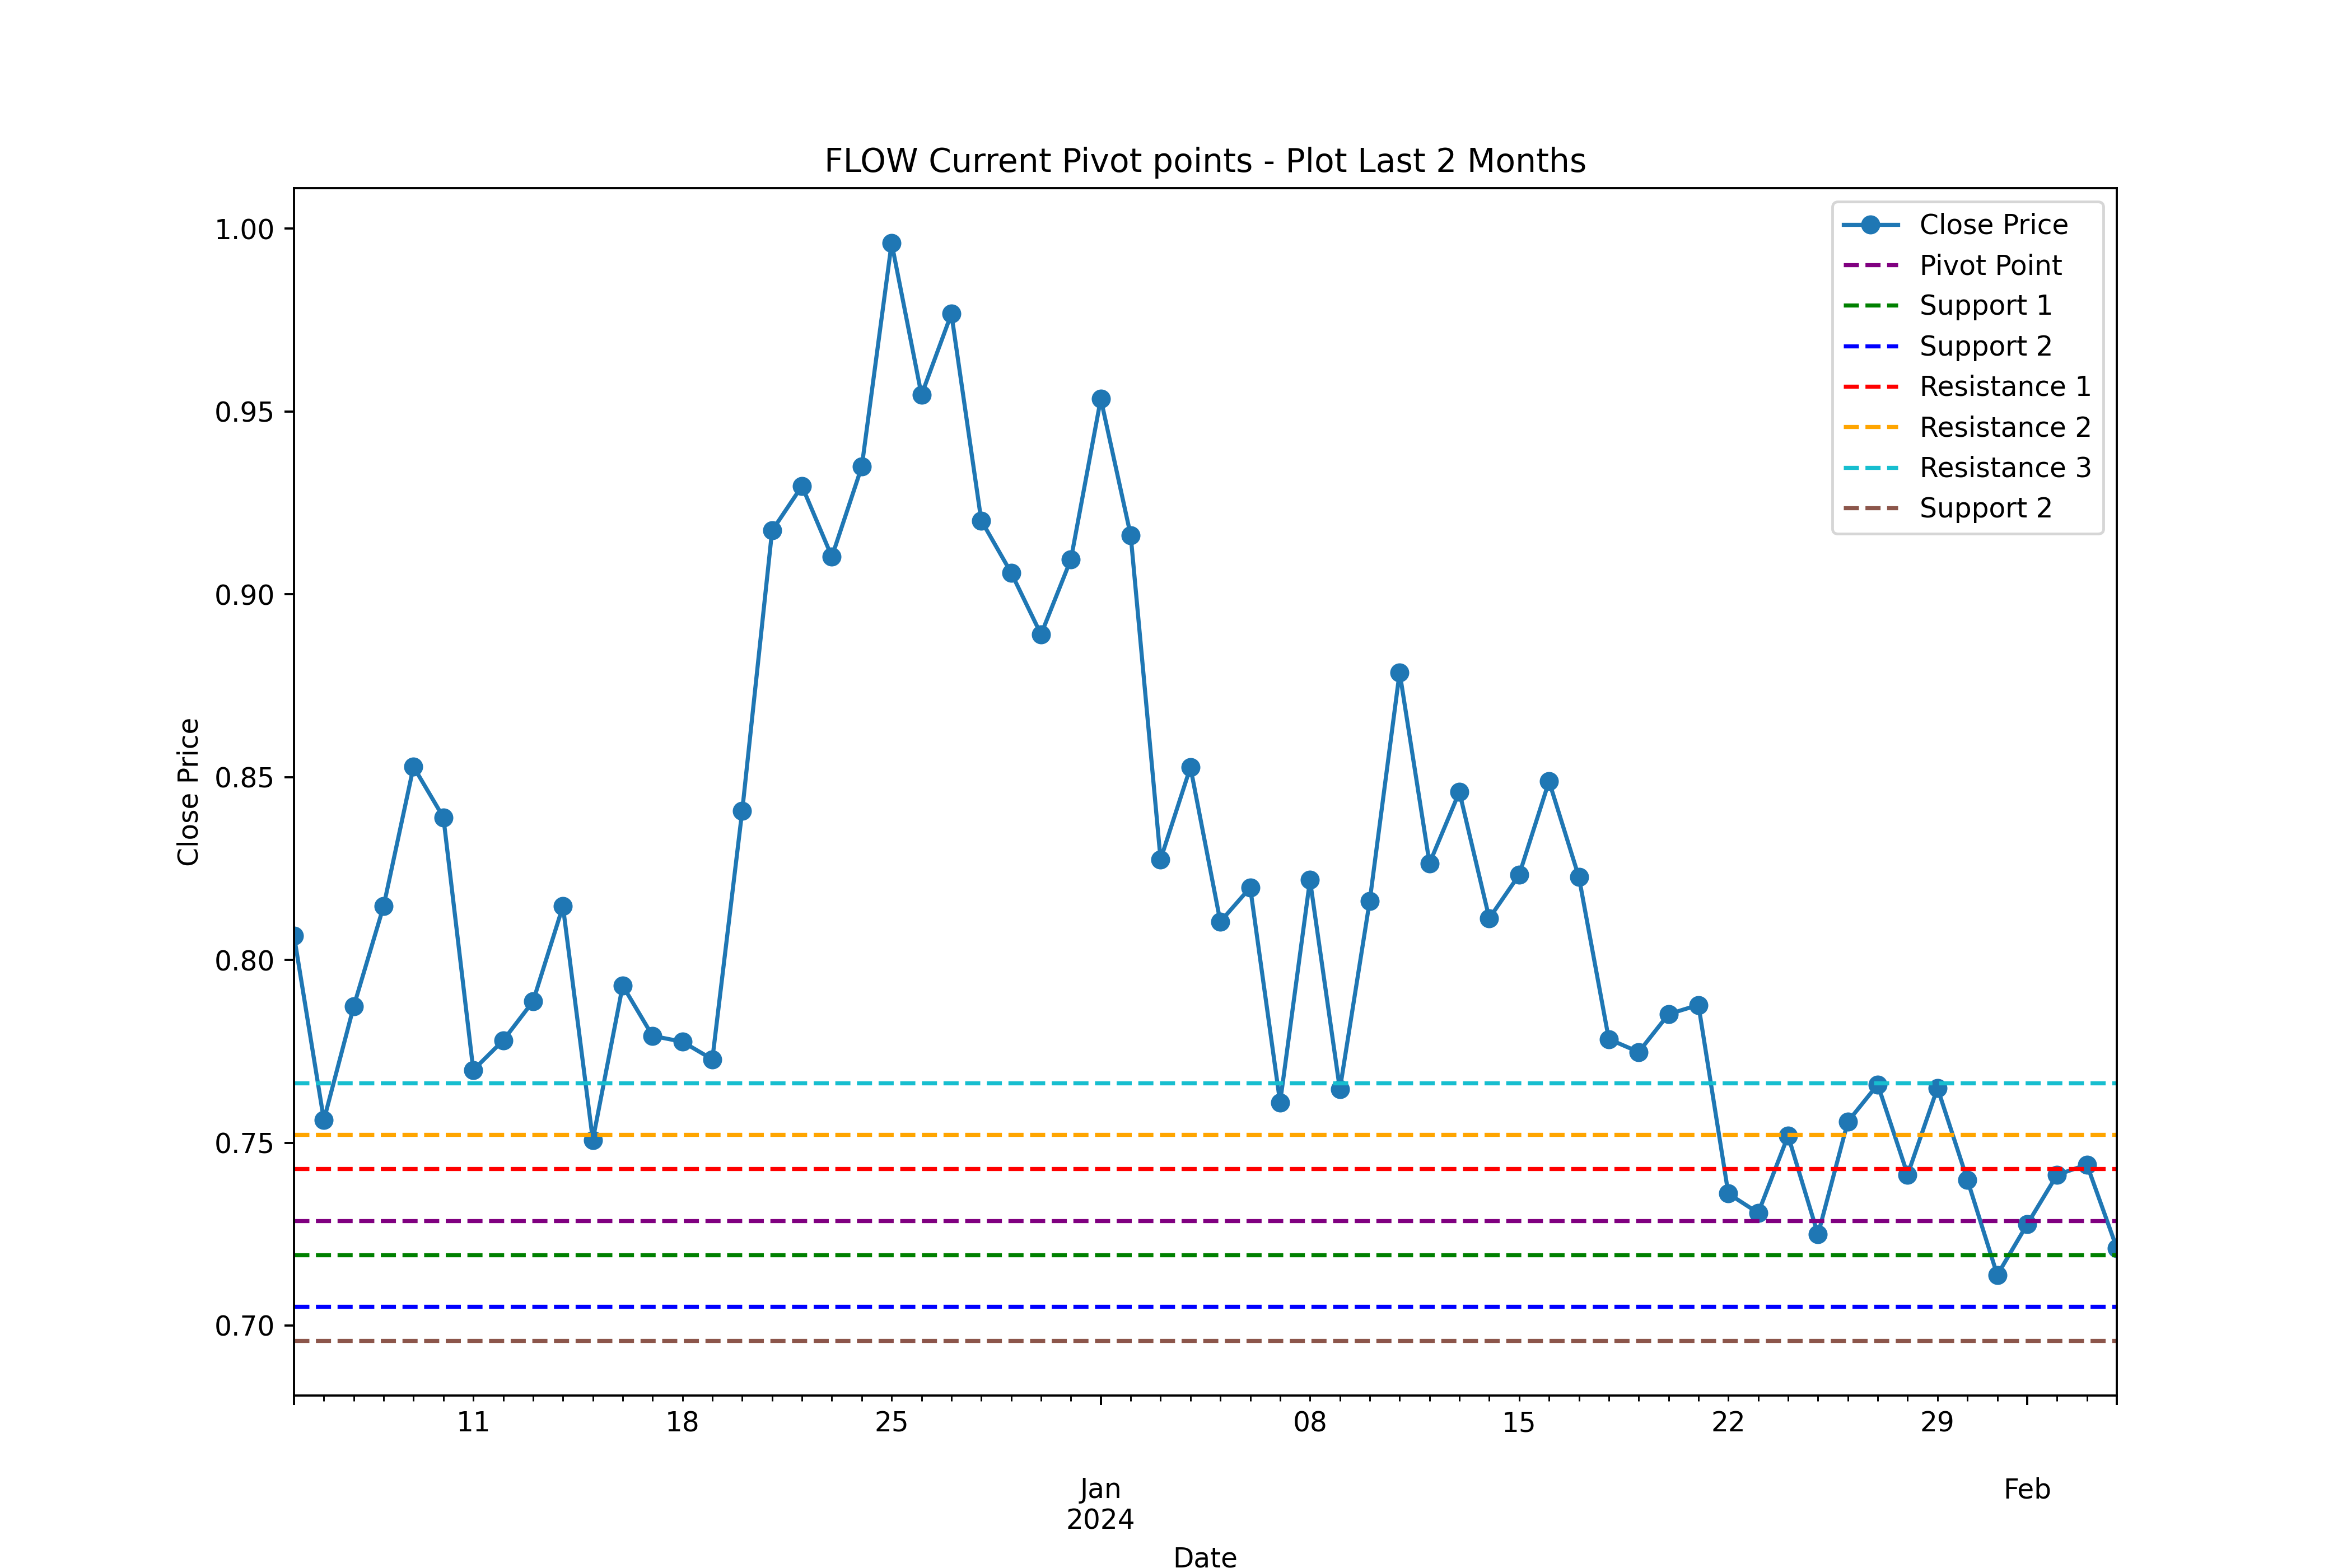 FLOW Current Pivot points - Plot Last 2 Months
Close Price
Pivot Point
Support 1
Support 2
Resistance 1
Resistance 2
Resistance 3
Support 2
1.00
0.95
0.90
0.85
0.80
0.75
0.70
Close Price
11
18
25
08
15
22
29
Jan
2024
Feb
Date